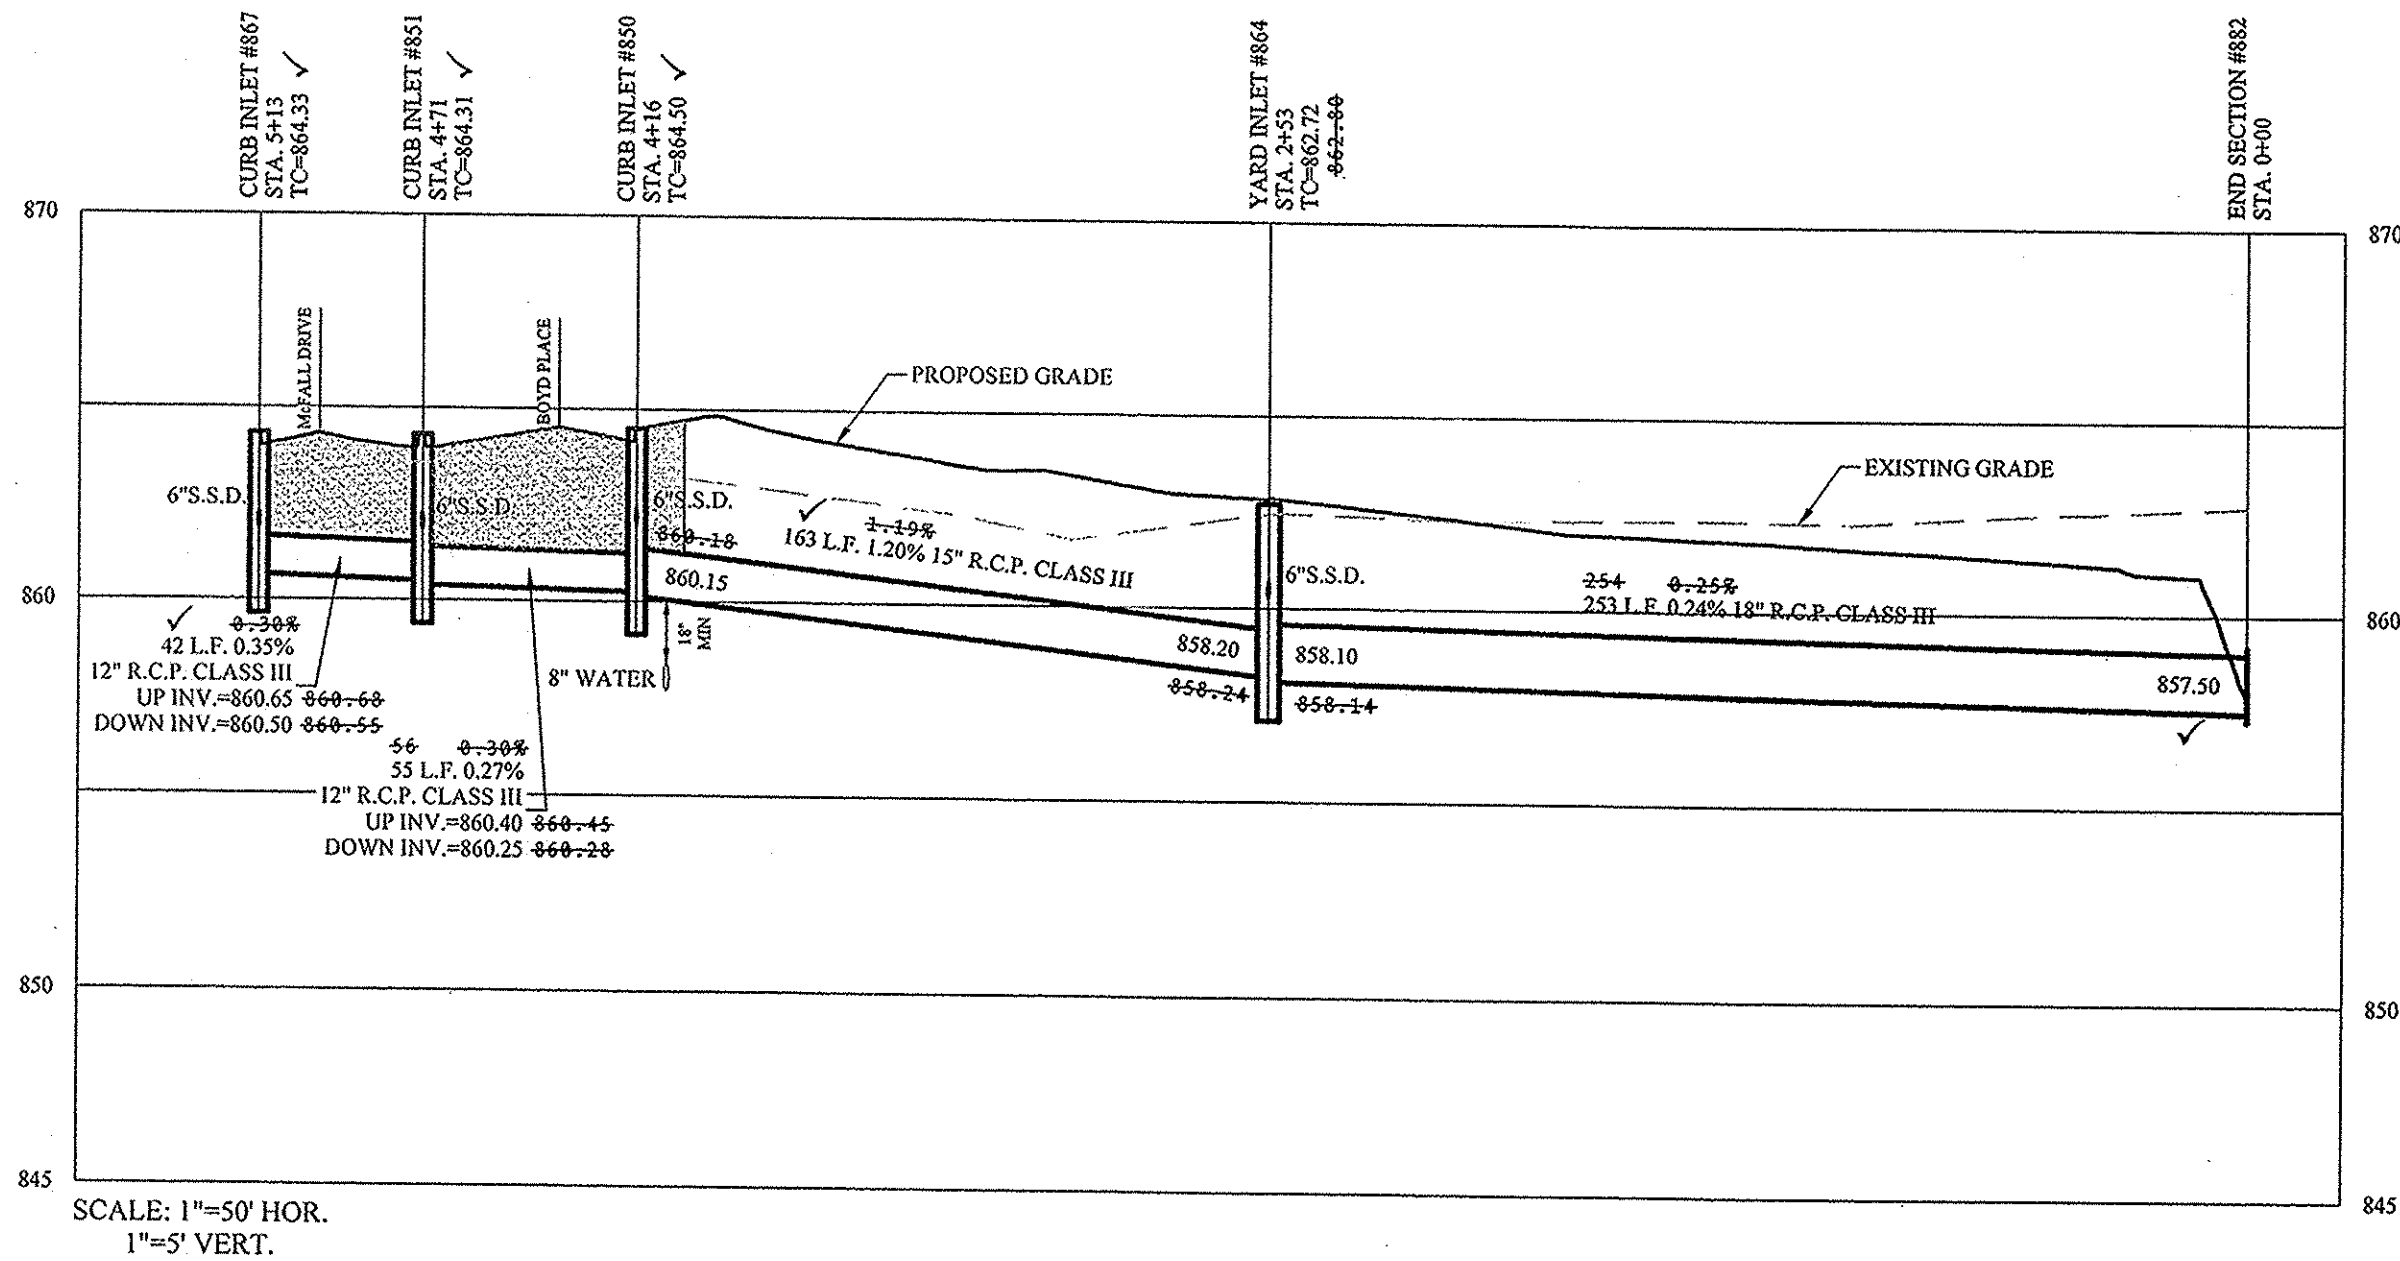 CURB INLET #867
STA. 5+13
TC=864.33 ✓
CURB INLET #851
STA. 4+71
TC=864.31 ✓
CURB INLET #850
STA. 4+16
TC=864.50 ✓
YARD INLET #864
STA. 2+53
TC=862.72
862.80
END SECTION #882
STA. 0+00
870
870
McFALL DRIVE
BOYD PLACE
PROPOSED GRADE
EXISTING GRADE
6"S.S.D.
6"S.S.D.
6"S.S.D.
860.18
✓ 1.19%
163 L.F. 1.20% 15" R.C.P. CLASS III
860.15
6"S.S.D.
254 0.25%
253 L.F. 0.24% 18" R.C.P. CLASS III
860
860
✓ 0.30%
42 L.F. 0.35%
12" R.C.P. CLASS III
UP INV.=860.65 860.68
DOWN INV.=860.50 860.55
18"
MIN
8" WATER
858.20
858.10
858.24
858.14
857.50
✓
56 0.30%
55 L.F. 0.27%
12" R.C.P. CLASS III
UP INV.=860.40 860.45
DOWN INV.=860.25 860.28
850
850
845
845
SCALE: 1"=50' HOR.
1"=5' VERT.